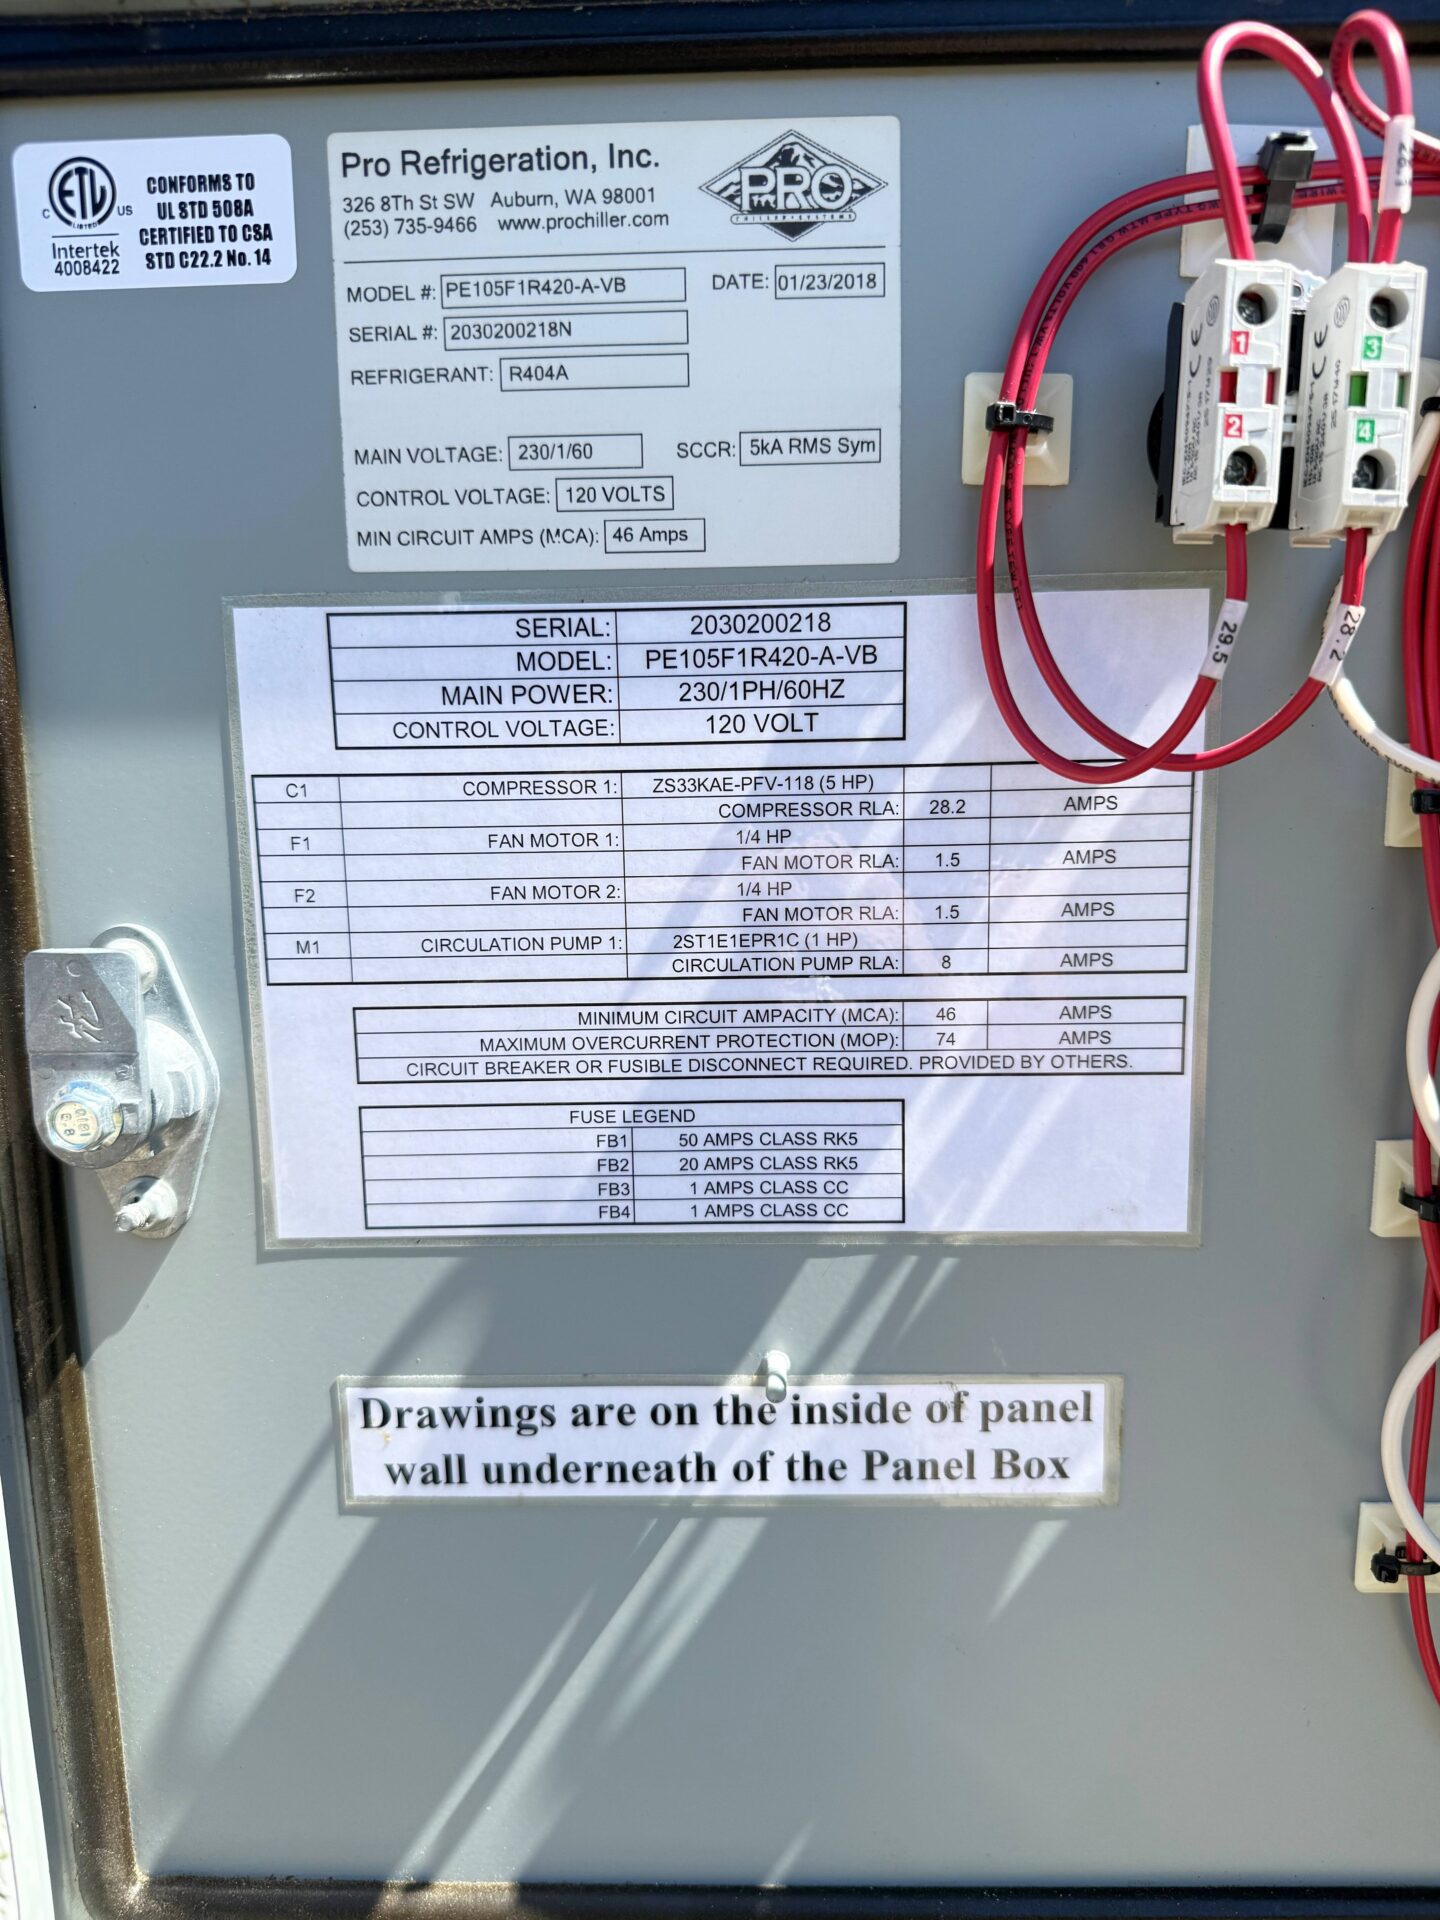 ETL
C US
LISTED
Intertek
4008422
CONFORMS TO
UL STD 508A
CERTIFIED TO CSA
STD C22.2 No. 14
Pro Refrigeration, Inc.
326 8Th St SW Auburn, WA 98001
(253) 735-9466 www.prochiller.com
PRO
CHILLER SYSTEMS
MODEL #: PE105F1R420-A-VB DATE: 01/23/2018
SERIAL #: 2030200218N
REFRIGERANT: R404A
MAIN VOLTAGE: 230/1/60 SCCR: 5kA RMS Sym
CONTROL VOLTAGE: 120 VOLTS
MIN CIRCUIT AMPS (MCA): 46 Amps
SERIAL: 2030200218
MODEL: PE105F1R420-A-VB
MAIN POWER: 230/1PH/60HZ
CONTROL VOLTAGE: 120 VOLT
C1 COMPRESSOR 1: ZS33KAE-PFV-118 (5 HP)
COMPRESSOR RLA: 28.2 AMPS
F1 FAN MOTOR 1: 1/4 HP
FAN MOTOR RLA: 1.5 AMPS
F2 FAN MOTOR 2: 1/4 HP
FAN MOTOR RLA: 1.5 AMPS
M1 CIRCULATION PUMP 1: 2ST1E1EPR1C (1 HP)
CIRCULATION PUMP RLA: 8 AMPS
MINIMUM CIRCUIT AMPACITY (MCA): 46 AMPS
MAXIMUM OVERCURRENT PROTECTION (MOP): 74 AMPS
CIRCUIT BREAKER OR FUSIBLE DISCONNECT REQUIRED. PROVIDED BY OTHERS.
FUSE LEGEND
FB1 50 AMPS CLASS RK5
FB2 20 AMPS CLASS RK5
FB3 1 AMPS CLASS CC
FB4 1 AMPS CLASS CC
Drawings are on the inside of panel
wall underneath of the Panel Box
1
2
3
4
CE
CE
29.5
28.2